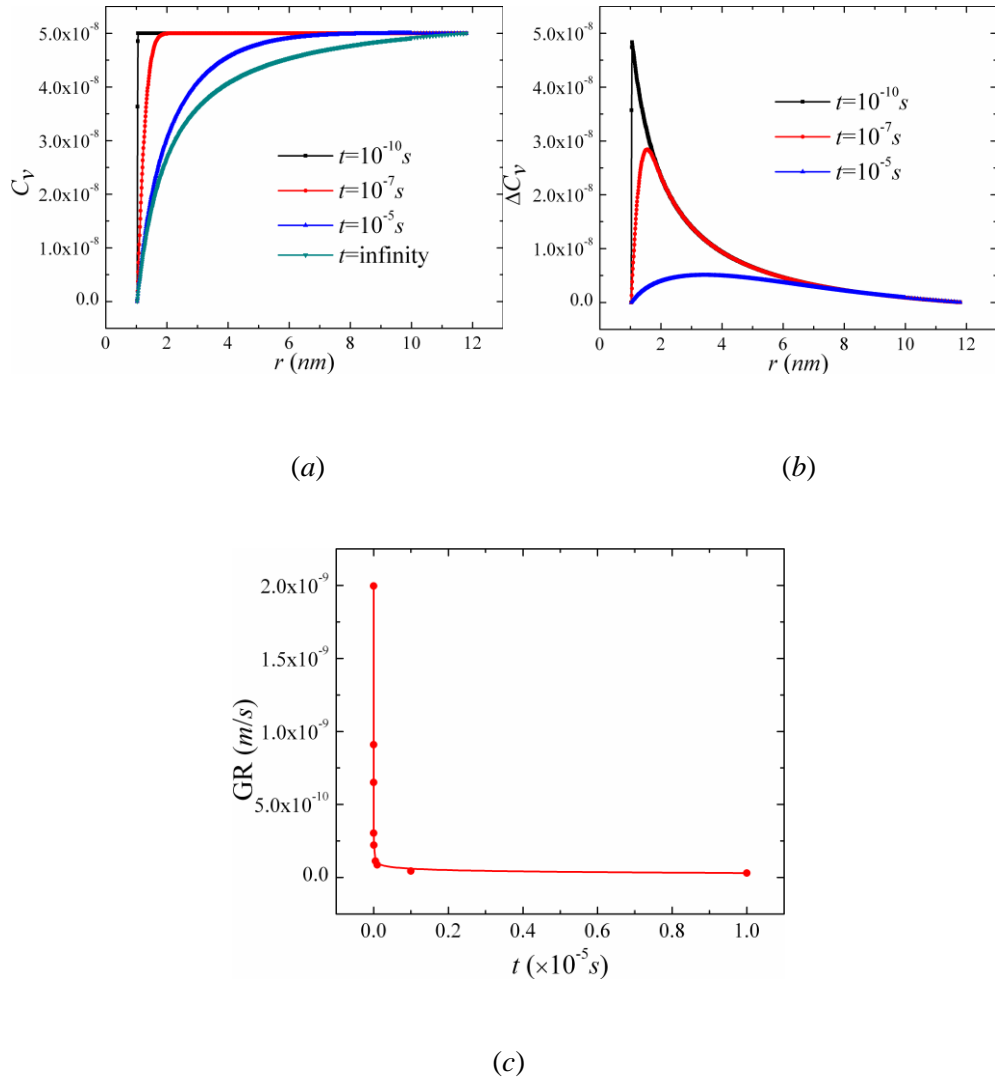 5.0x10⁻⁸
4.0x10⁻⁸
3.0x10⁻⁸
2.0x10⁻⁸
1.0x10⁻⁸
0.0
Cᵥ
t=10⁻¹⁰s
t=10⁻⁷s
t=10⁻⁵s
t=infinity
0 2 4 6 8 10 12
r (nm)
5.0x10⁻⁸
4.0x10⁻⁸
3.0x10⁻⁸
2.0x10⁻⁸
1.0x10⁻⁸
0.0
ΔCᵥ
t=10⁻¹⁰s
t=10⁻⁷s
t=10⁻⁵s
0 2 4 6 8 10 12
r (nm)
(a)
(b)
2.0x10⁻⁹
1.5x10⁻⁹
1.0x10⁻⁹
5.0x10⁻¹⁰
0.0
GR (m/s)
0.0 0.2 0.4 0.6 0.8 1.0
t (×10⁻⁵s)
(c)